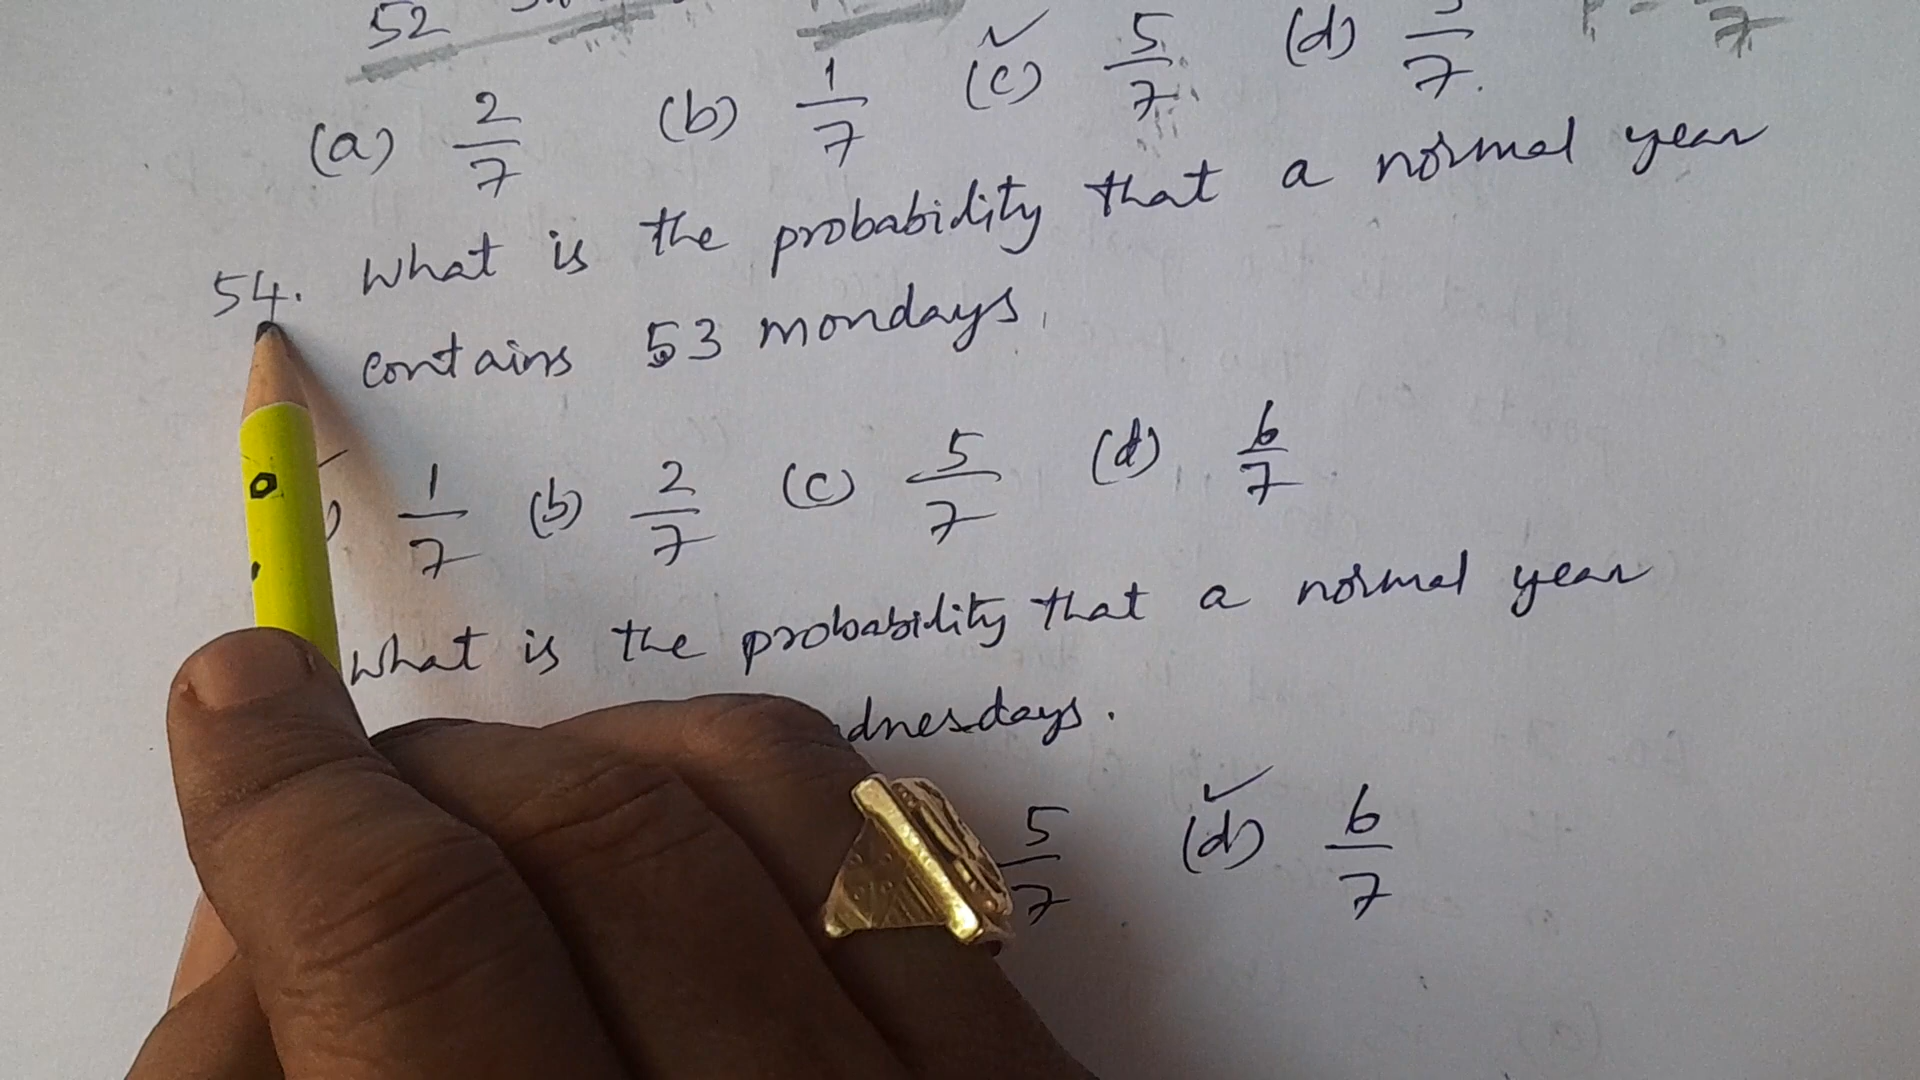 52
(a) 2/7 (b) 1/7 (c) 5/7 (d) /7.
54. What is the probability that a normal year
contains 53 mondays.
1/7 (b) 2/7 (c) 5/7 (d) 6/7
What is the probability that a normal year
dnesdays.
5/7 (d) 6/7